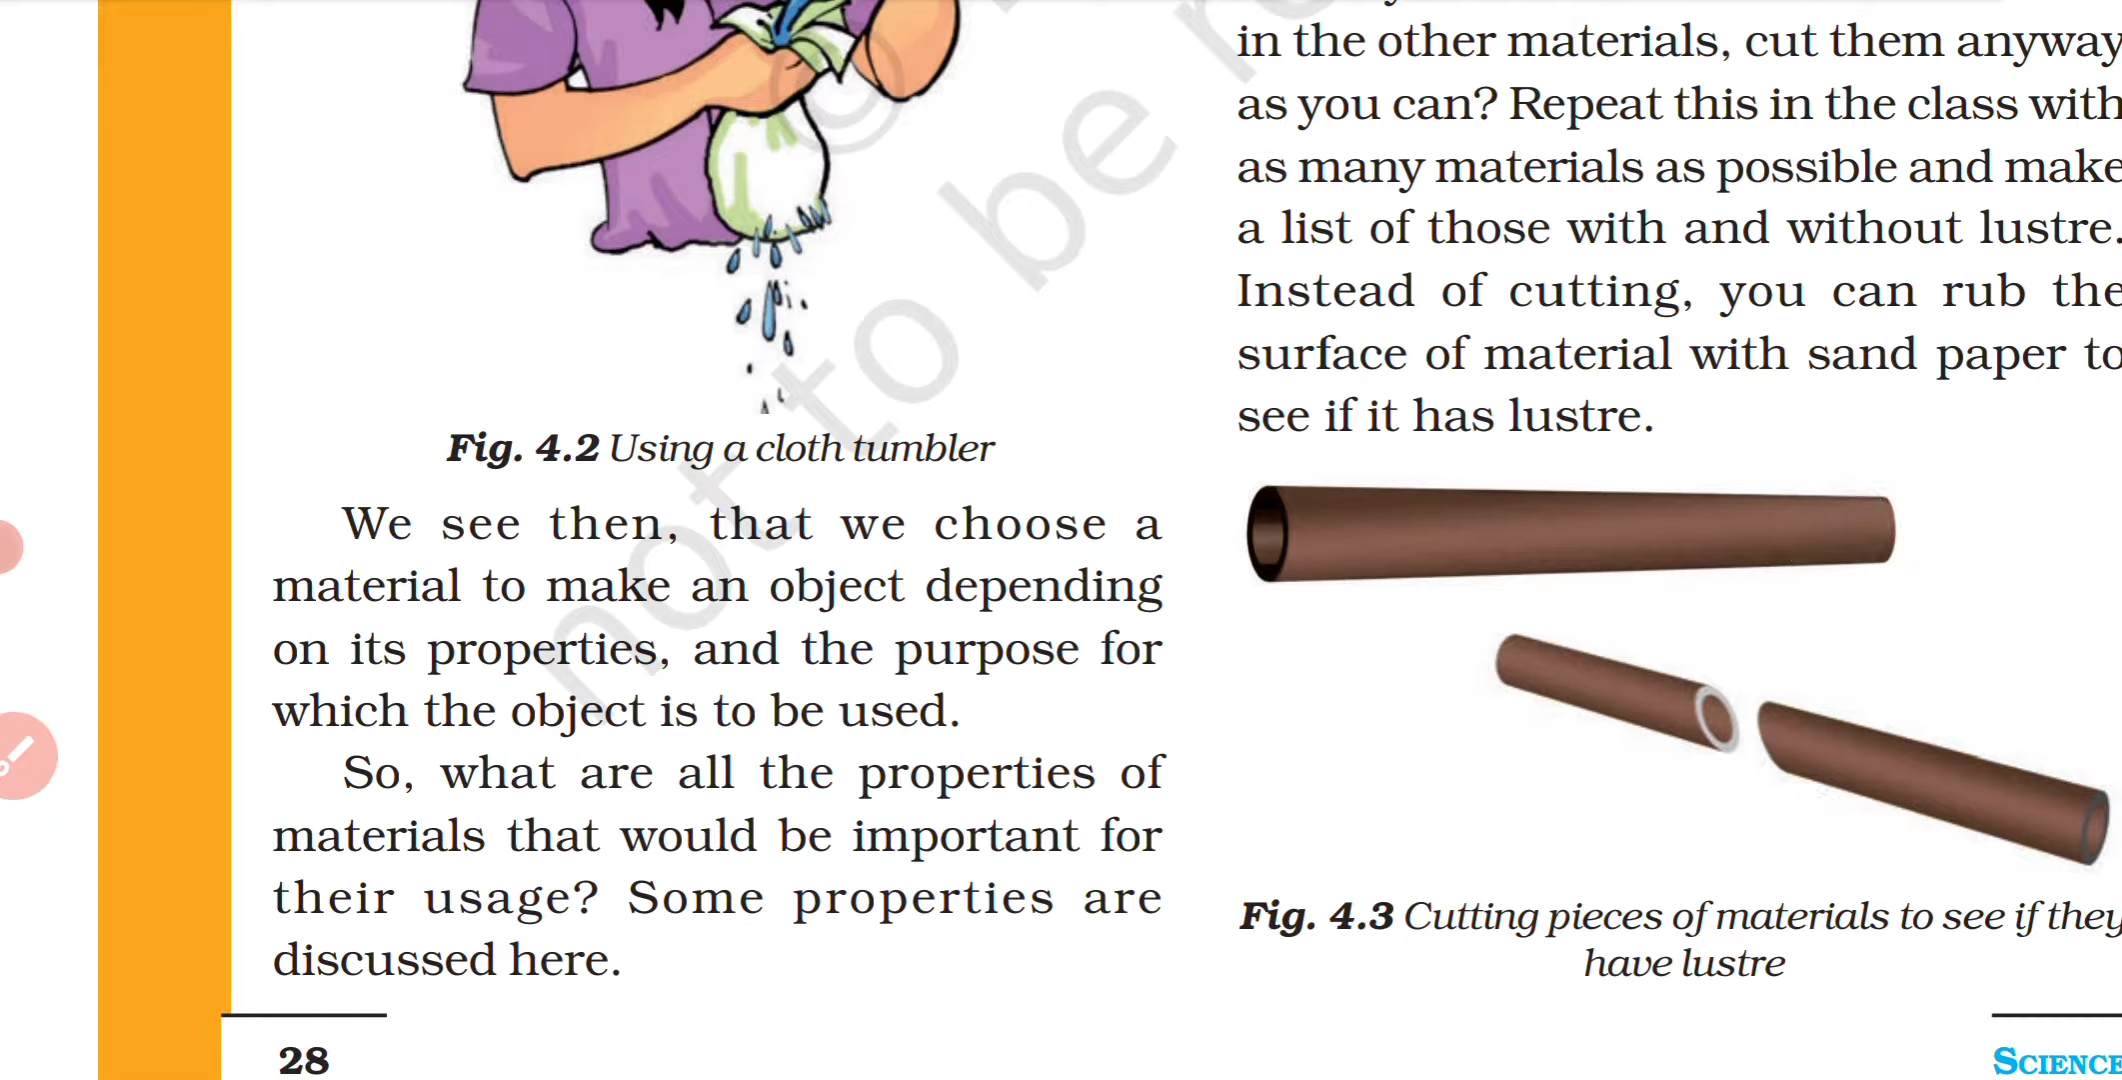 Fig. 4.2 Using a cloth tumbler
We see then, that we choose a
material to make an object depending
on its properties, and the purpose for
which the object is to be used.
So, what are all the properties of
materials that would be important for
their usage? Some properties are
discussed here.
28
in the other materials, cut them anyway
as you can? Repeat this in the class with
as many materials as possible and make
a list of those with and without lustre.
Instead of cutting, you can rub the
surface of material with sand paper to
see if it has lustre.
Fig. 4.3 Cutting pieces of materials to see if they
have lustre
SCIENCE
not to be